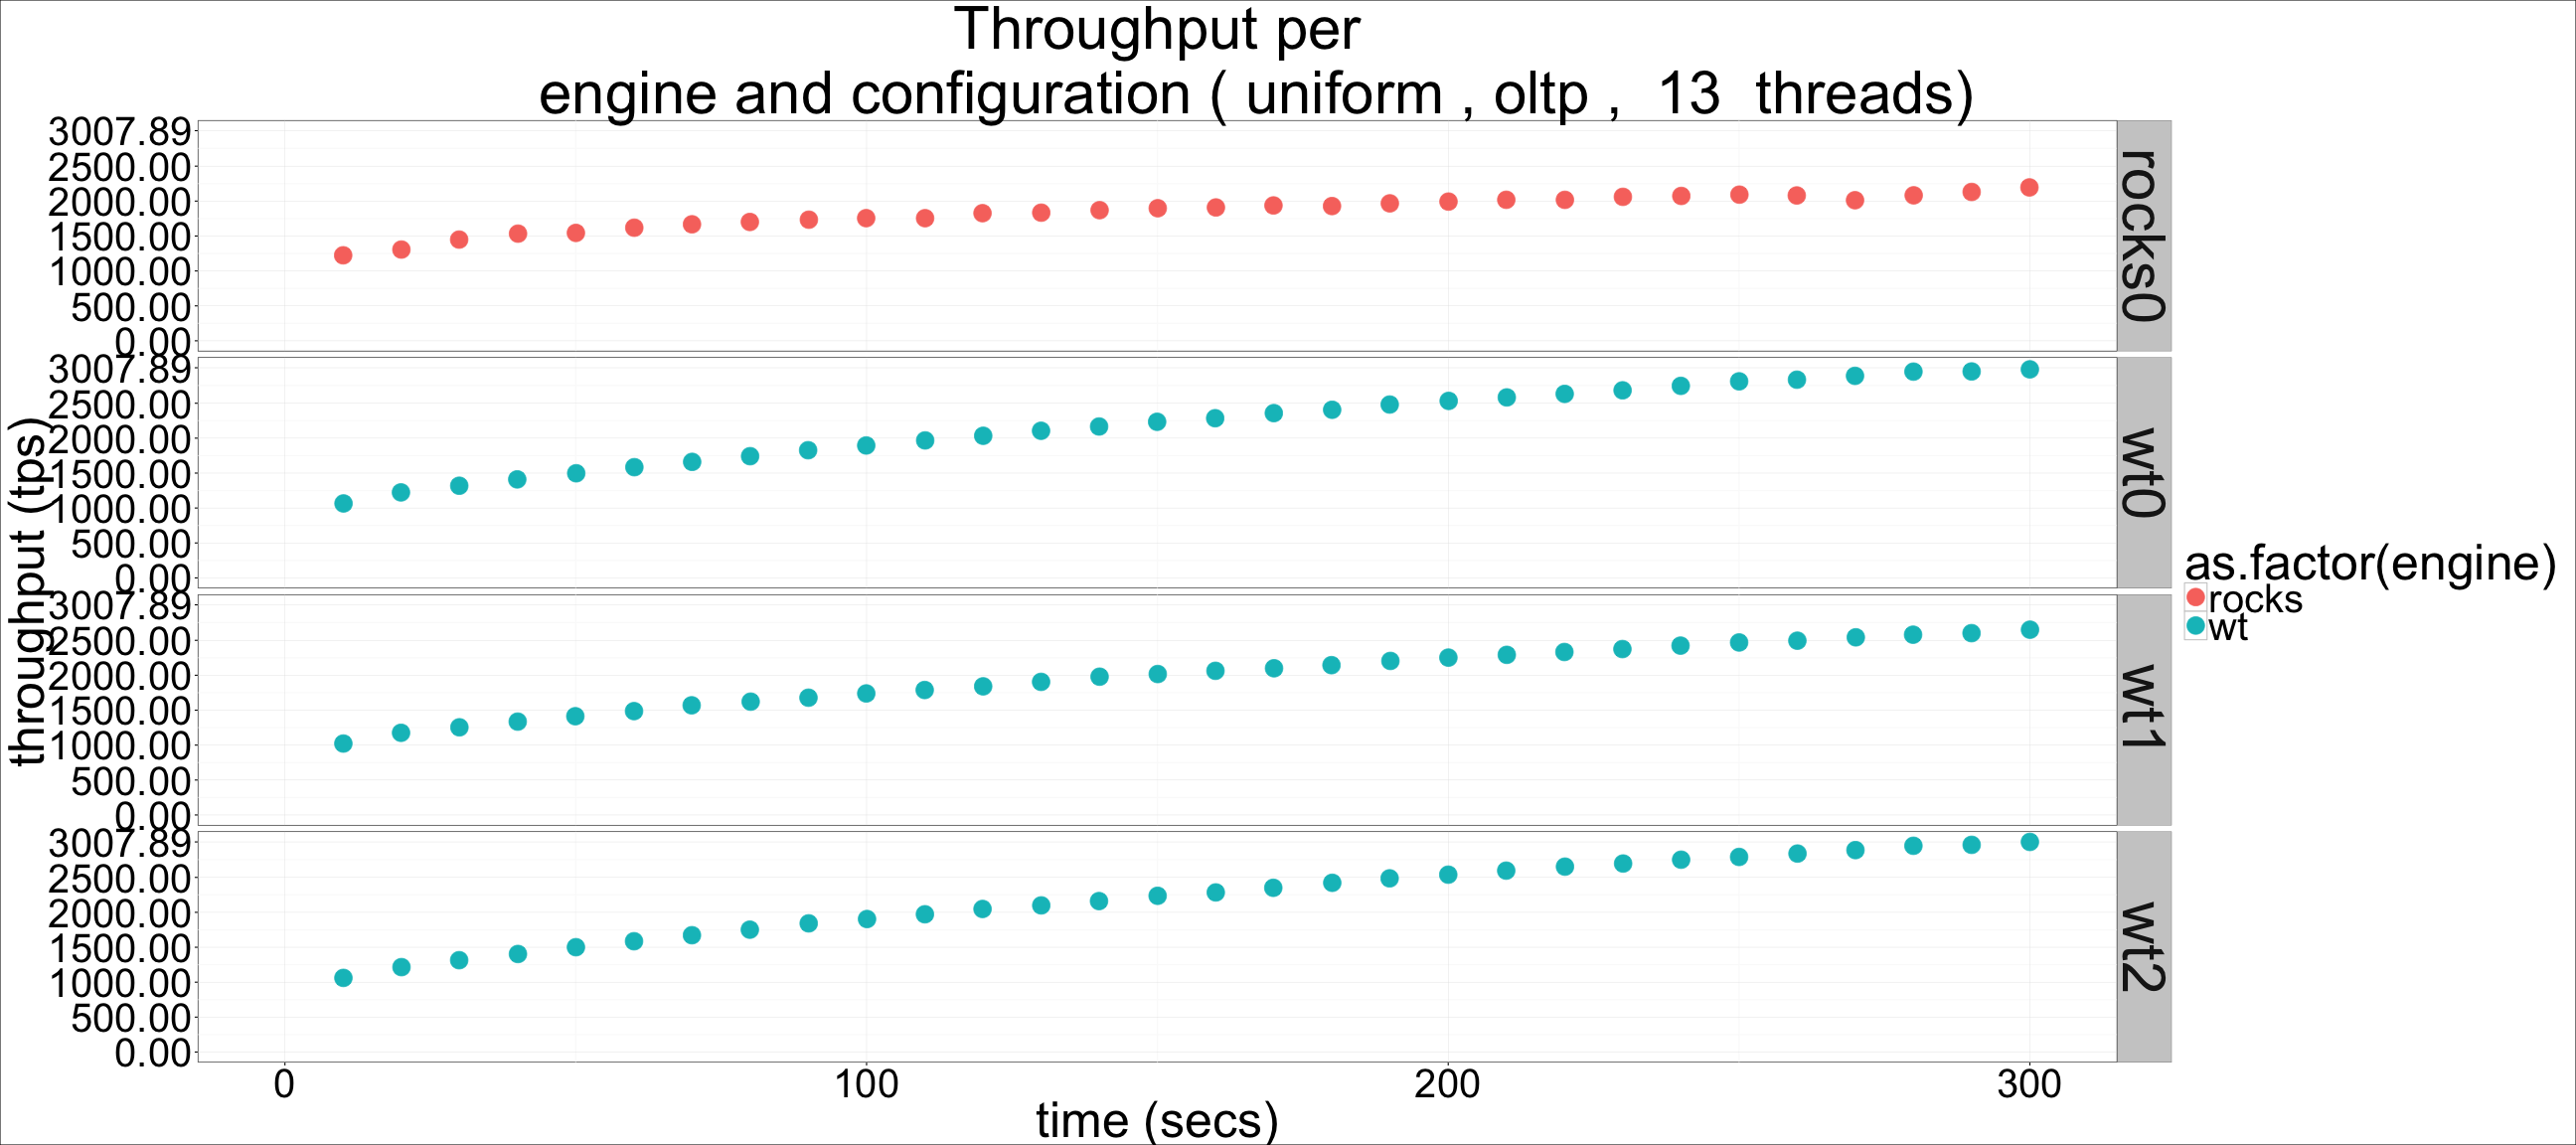 Throughput per
engine and configuration ( uniform , oltp ,  13  threads)
throughput (tps)
3007.89
2500.00
2000.00
1500.00
1000.00
500.00
0.00
rocks0
3007.89
2500.00
2000.00
1500.00
1000.00
500.00
0.00
wt0
3007.89
2500.00
2000.00
1500.00
1000.00
500.00
0.00
wt1
3007.89
2500.00
2000.00
1500.00
1000.00
500.00
0.00
wt2
0 100 200 300
time (secs)
as.factor(engine)
rocks
wt